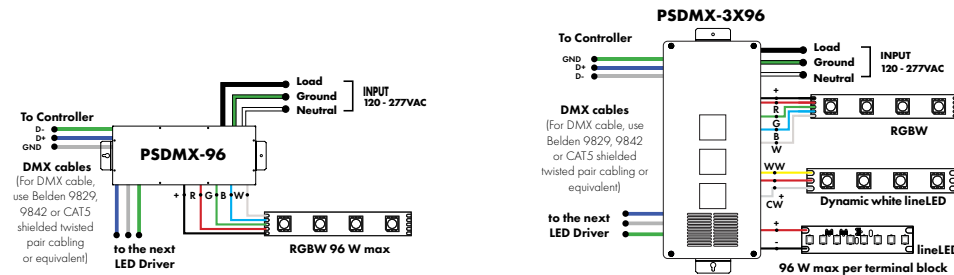 PSDMX-3X96
To Controller
GND
D+
D-
Load
Ground
Neutral
INPUT
120 - 277VAC
DMX cables
(For DMX cable, use
Belden 9829, 9842
or CAT5 shielded
twisted pair cabling or
equivalent)
to the next
LED Driver
+
R
G
B
W
RGBW
WW
+
CW
Dynamic white lineLED
+
-
lineLED
96 W max per terminal block
Load
Ground
Neutral
INPUT
120 - 277VAC
To Controller
D-
D+
GND
PSDMX-96
DMX cables
(For DMX cable,
use Belden 9829,
9842 or CAT5
shielded twisted
pair cabling
or equivalent)
to the next
LED Driver
+ R G B W
RGBW 96 W max